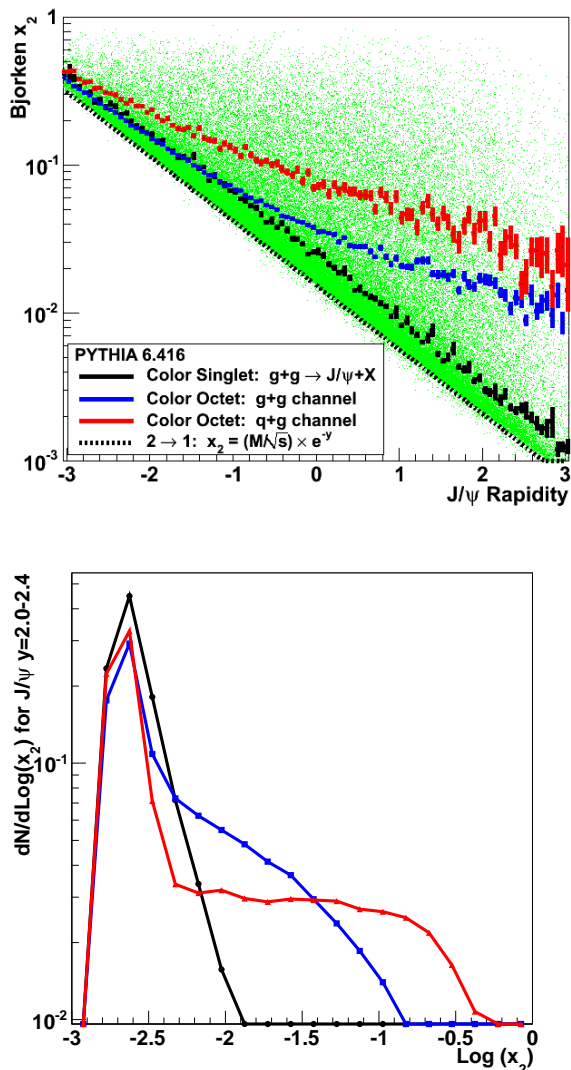 Bjorken x2
1
10-1
10-2
10-3
PYTHIA 6.416
Color Singlet: g+g → J/ψ+X
Color Octet: g+g channel
Color Octet: q+g channel
2 → 1: x2 = (M/√s) × e-y
-3 -2 -1 0 1 2 3
J/ψ Rapidity
dN/dLog(x2) for J/ψ y=2.0-2.4
10-1
10-2
-3 -2.5 -2 -1.5 -1 -0.5 0
Log (x2)